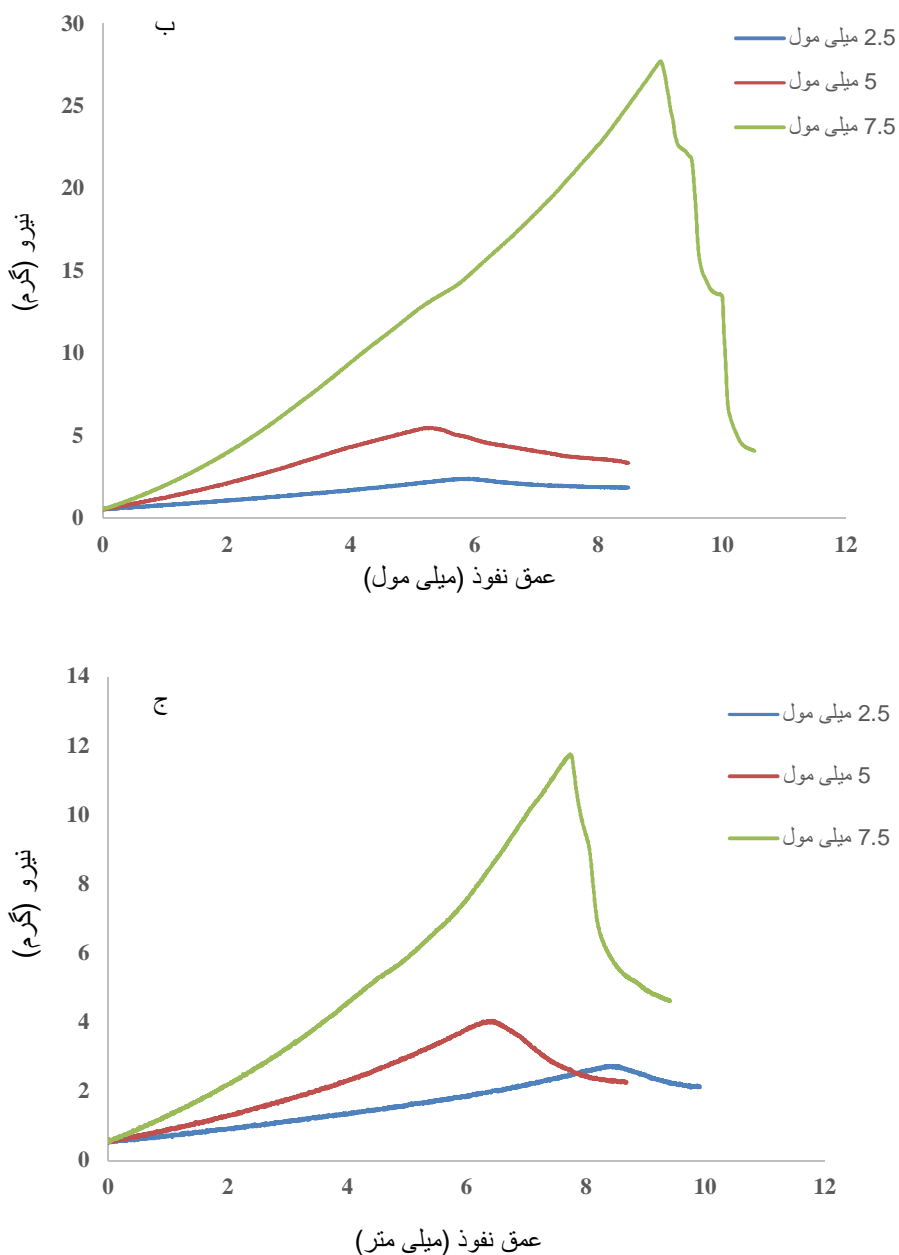 ب
30
25
20
15
10
5
0
نیرو (گرم)
2.5 میلی مول
5 میلی مول
7.5 میلی مول
0 2 4 6 8 10 12
عمق نفوذ (میلی مول)
ج
14
12
10
8
6
4
2
0
نیرو (گرم)
2.5 میلی مول
5 میلی مول
7.5 میلی مول
0 2 4 6 8 10 12
عمق نفوذ (میلی متر)